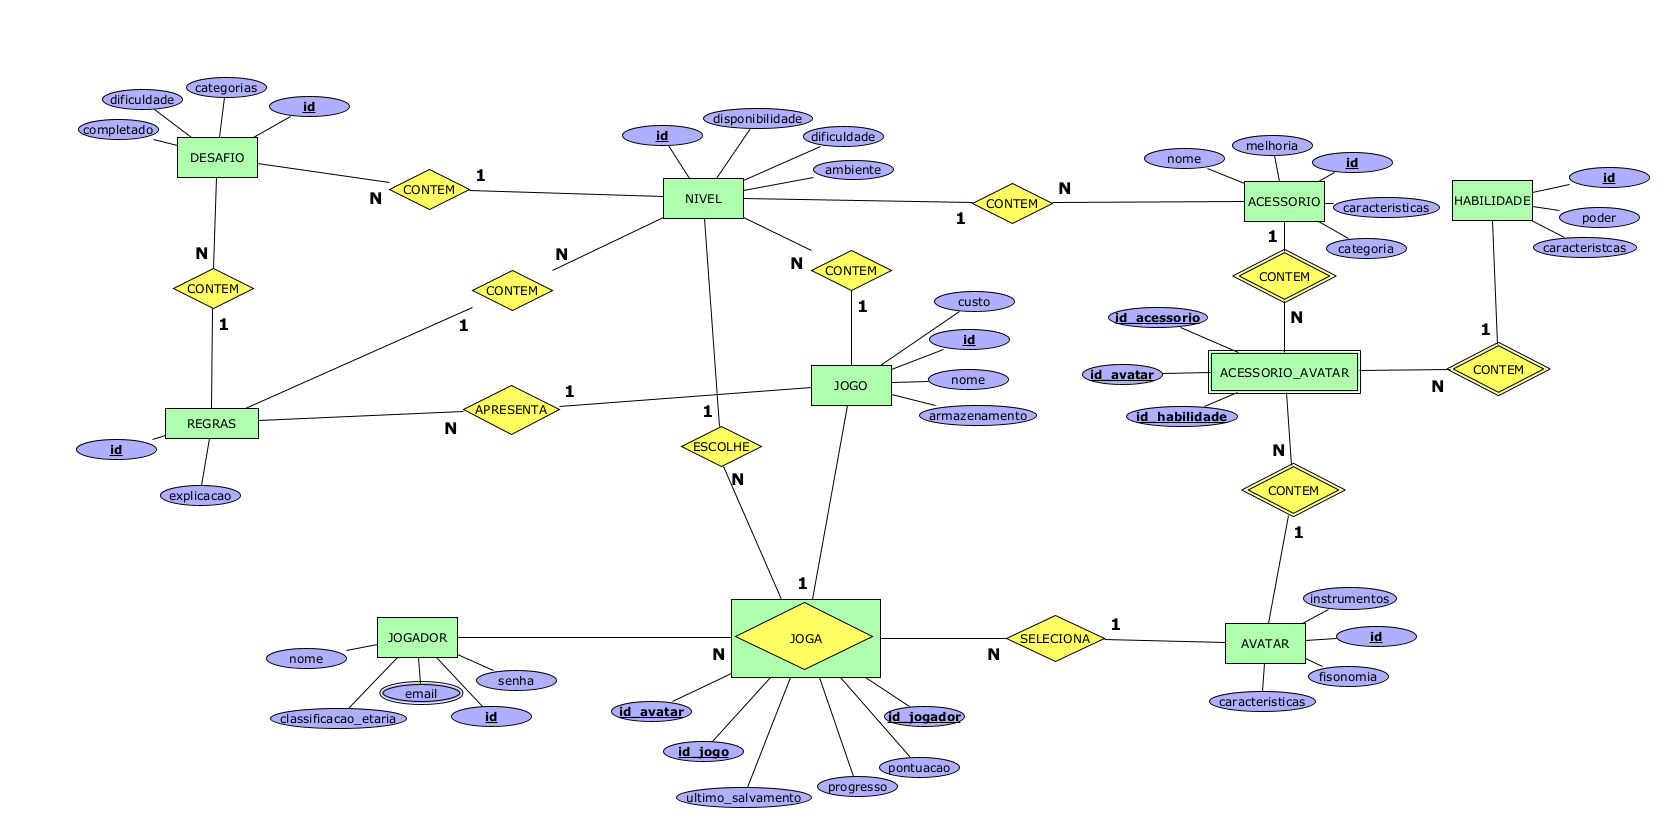 categorias
dificuldade
id
completado
DESAFIO
disponibilidade
id
dificuldade
ambiente
NIVEL
melhoria
nome
id
ACESSORIO
caracteristicas
categoria
id
HABILIDADE
poder
caracteristcas
N
CONTEM
1
1
CONTEM
N
N
CONTEM
1
N
CONTEM
1
N
CONTEM
1
1
CONTEM
N
custo
id
nome
armazenamento
JOGO
id_acessorio
id_avatar
id_habilidade
ACESSORIO_AVATAR
1
CONTEM
N
REGRAS
id
explicacao
N
APRESENTA
1
1
ESCOLHE
N
N
CONTEM
1
1
JOGADOR
nome
email
senha
classificacao_etaria
id
N
JOGA
id_avatar
id_jogador
id_jogo
pontuacao
progresso
ultimo_salvamento
N
SELECIONA
1
instrumentos
id
AVATAR
fisonomia
caracteristicas